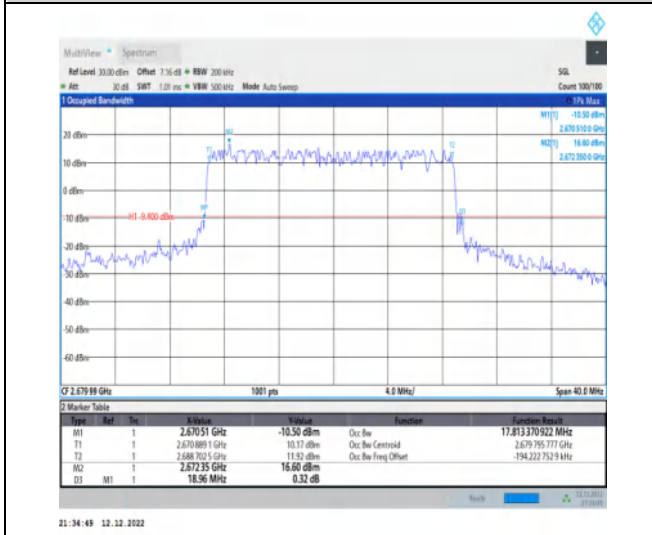 MultiView Spectrum
Ref Level 30.00 dBm Offset 7.16 dB RBW 200 kHz SGL
Att 30 dB SWT 1.01 ms VBW 500 kHz Mode Auto Sweep Count 100/100
1 Occupied Bandwidth 1Pk Max
M1[1] -10.50 dBm
2.670 510 0 GHz
M2[1] 16.60 dBm
2.672 350 0 GHz
20 dBm
M2
T1 T2
10 dBm
0 dBm
M1 D3
-10 dBm H1 -9.400 dBm
-20 dBm
-30 dBm
-40 dBm
-50 dBm
-60 dBm
CF 2.679 99 GHz 1001 pts 4.0 MHz/ Span 40.0 MHz
2 Marker Table
Type Ref Trc X-Value Y-Value Function Function Result
M1 1 2.670 51 GHz -10.50 dBm Occ Bw 17.813 370 922 MHz
T1 1 2.670 889 1 GHz 10.17 dBm Occ Bw Centroid 2.679 795 777 GHz
T2 1 2.688 702 5 GHz 11.92 dBm Occ Bw Freq Offset -194.222 752 9 kHz
M2 1 2.672 35 GHz 16.60 dBm
D3 M1 1 18.96 MHz 0.32 dB
Ready 12.12.2022
21:34:49 12.12.2022